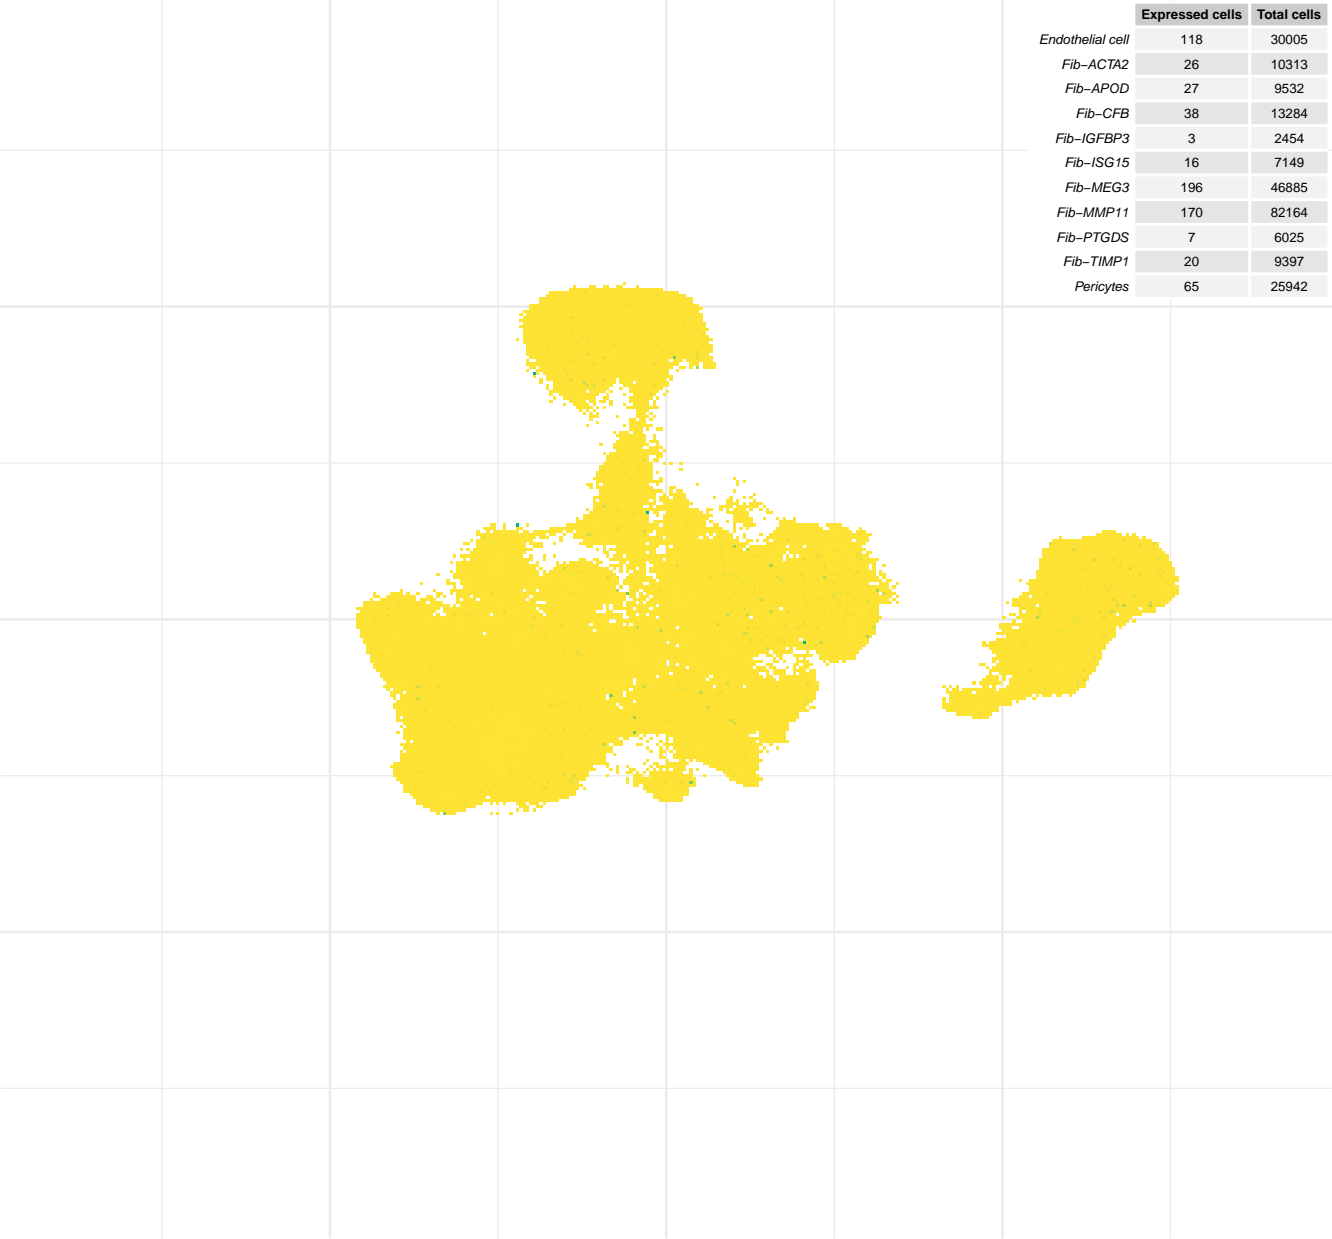 Expressed cells Total cells
Endothelial cell 118 30005
Fib−ACTA2 26 10313
Fib−APOD 27 9532
Fib−CFB 38 13284
Fib−IGFBP3 3 2454
Fib−ISG15 16 7149
Fib−MEG3 196 46885
Fib−MMP11 170 82164
Fib−PTGDS 7 6025
Fib−TIMP1 20 9397
Pericytes 65 25942